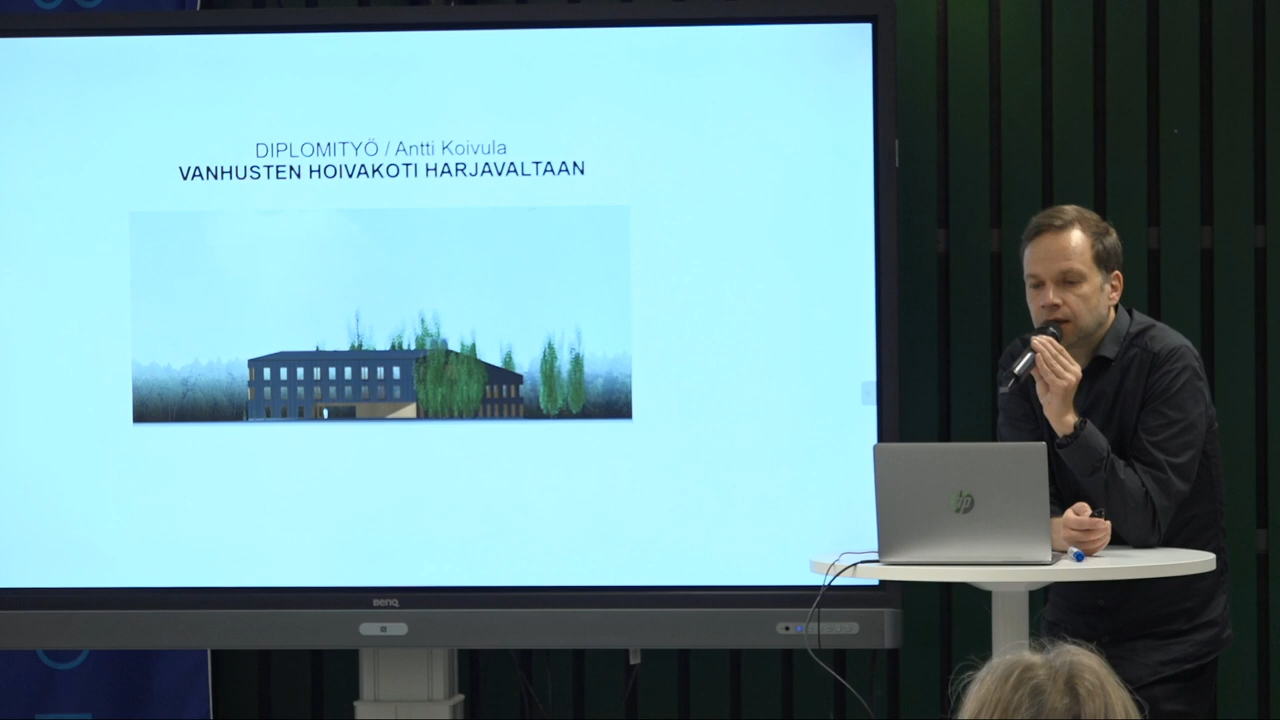 DIPLOMITYÖ / Antti Koivula
VANHUSTEN HOIVAKOTI HARJAVALTAAN
BenQ
hp